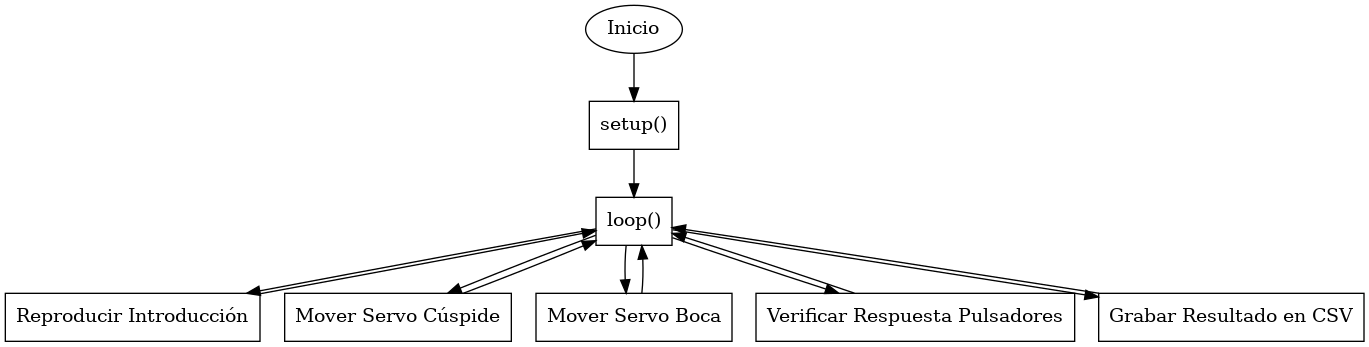 Inicio
setup()
loop()
Reproducir Introducción
Mover Servo Cúspide
Mover Servo Boca
Verificar Respuesta Pulsadores
Grabar Resultado en CSV